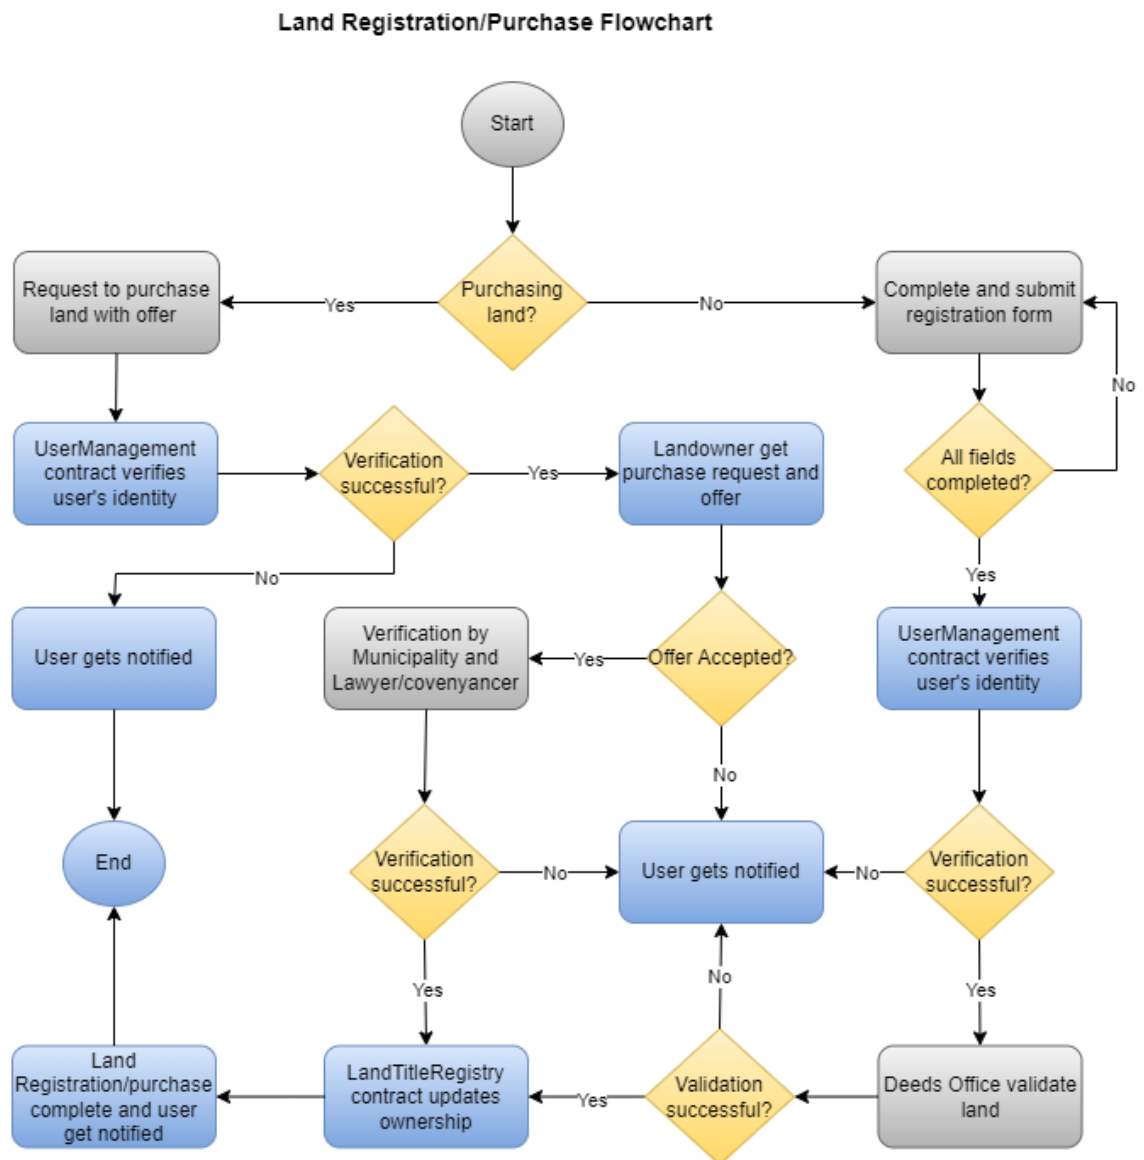 Land Registration/Purchase Flowchart
Start
Purchasing
land?
Yes
No
Request to purchase
land with offer
Complete and submit
registration form
No
UserManagement
contract verifies
user's identity
Verification
successful?
Yes
Landowner get
purchase request and
offer
All fields
completed?
No
Yes
User gets notified
Verification by
Municipality and
Lawyer/covenyancer
Yes
Offer Accepted?
UserManagement
contract verifies
user's identity
No
End
Verification
successful?
No
User gets notified
No
Verification
successful?
Yes
No
Yes
Land
Registration/purchase
complete and user
get notified
LandTitleRegistry
contract updates
ownership
Yes
Validation
successful?
Deeds Office validate
land